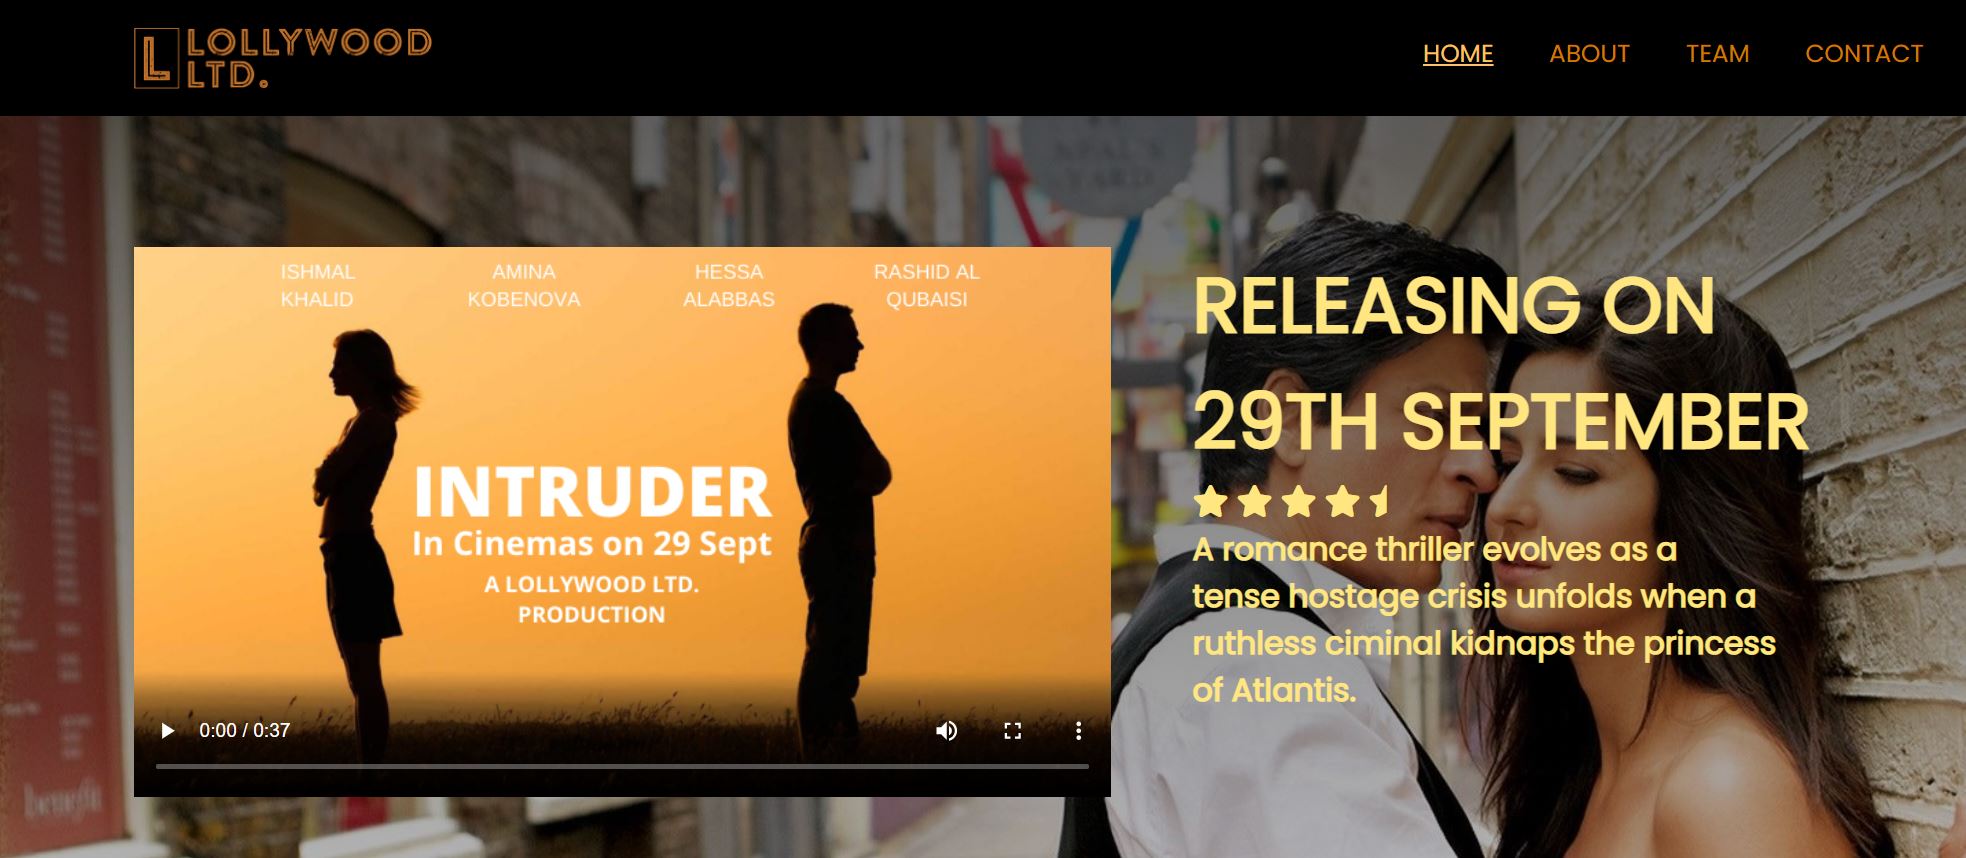 LOLLYWOOD
LTD.
HOME ABOUT TEAM CONTACT
ISHMAL KHALID
AMINA KOBENOVA
HESSA ALABBAS
RASHID AL QUBAISI
INTRUDER
In Cinemas on 29 Sept
A LOLLYWOOD LTD.
PRODUCTION
0:00 / 0:37
RELEASING ON
29TH SEPTEMBER
A romance thriller evolves as a
tense hostage crisis unfolds when a
ruthless ciminal kidnaps the princess
of Atlantis.
benefit